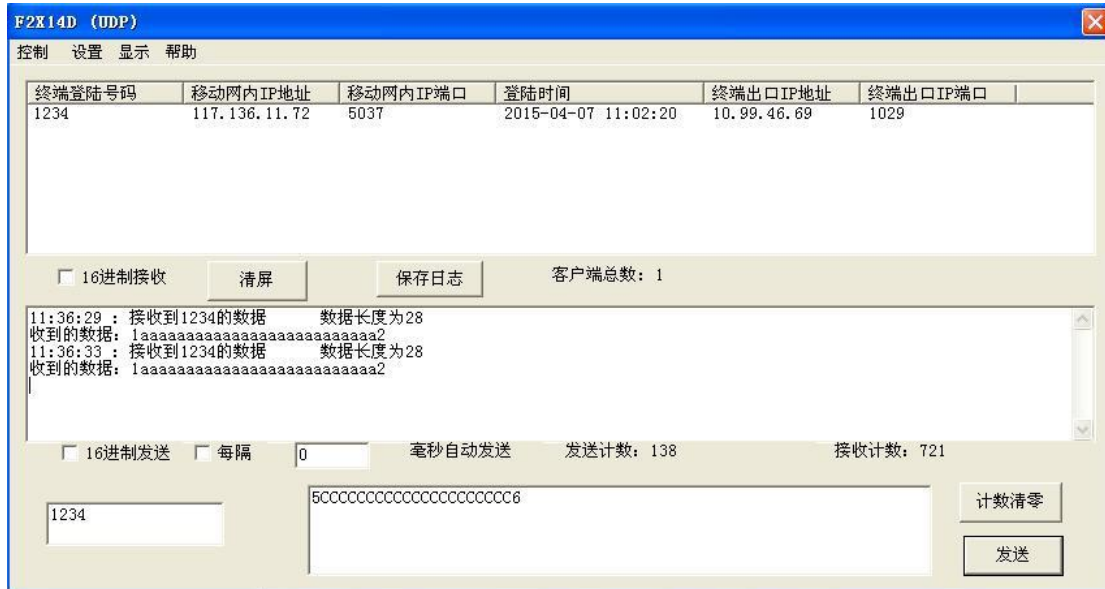 F2X14D (UDP)
控制 设置 显示 帮助
终端登陆号码 移动网内IP地址 移动网内IP端口 登陆时间 终端出口IP地址 终端出口IP端口
1234 117.136.11.72 5037 2015-04-07 11:02:20 10.99.46.69 1029
16进制接收 清屏 保存日志 客户端总数: 1
11:36:29 : 接收到1234的数据 数据长度为28
收到的数据: 1aaaaaaaaaaaaaaaaaaaaaaaaaa2
11:36:33 : 接收到1234的数据 数据长度为28
收到的数据: 1aaaaaaaaaaaaaaaaaaaaaaaaaa2
16进制发送 每隔 0 毫秒自动发送 发送计数: 138 接收计数: 721
5CCCCCCCCCCCCCCCCCCCCCC6
1234
计数清零
发送